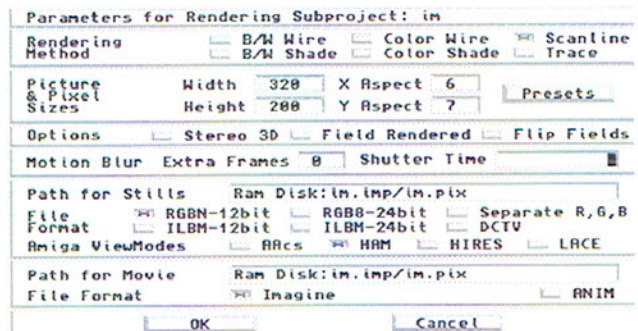 Parameters for Rendering Subproject: im
Rendering Method B/W Wire Color Wire Scanline
B/W Shade Color Shade Trace
Picture & Pixel Sizes Width 320 X Aspect 6 Presets
Height 200 Y Aspect 7
Options Stereo 3D Field Rendered Flip Fields
Motion Blur Extra Frames 0 Shutter Time
Path for Stills Ram Disk:im.imp/im.pix
File Format RGBN-12bit RGB8-24bit Separate R,G,B
ILBM-12bit ILBM-24bit DCTV
Amiga ViewModes AAcs HAM HIRES LACE
Path for Movie Ram Disk:im.imp/im.pix
File Format Imagine ANIM
OK Cancel